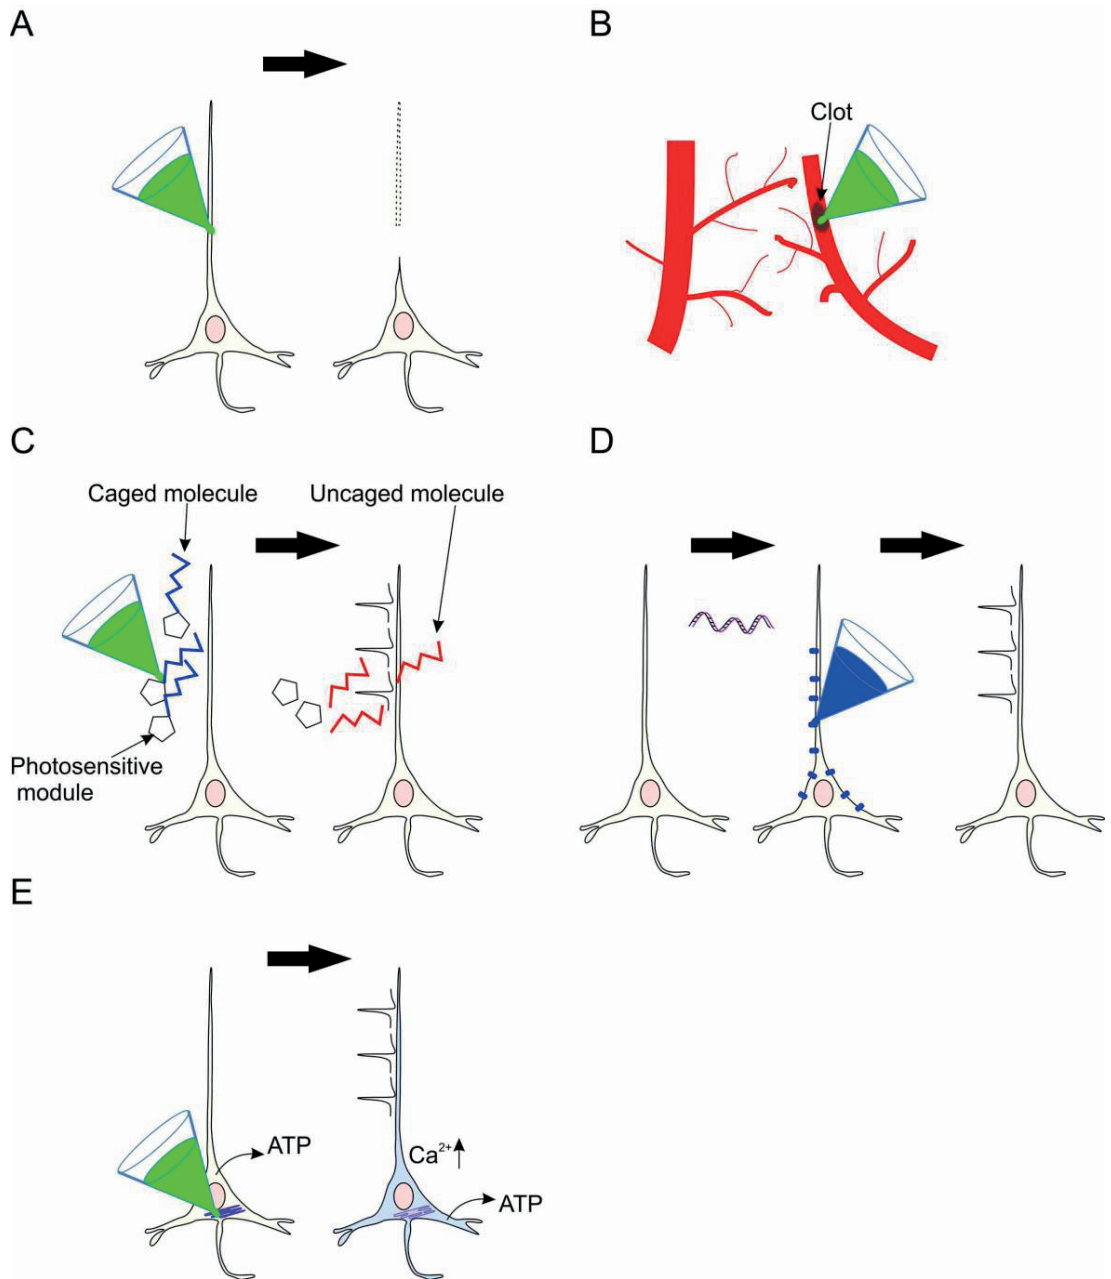 A
B
Clot
C
D
Caged molecule
Uncaged molecule
Photosensitive
module
E
ATP
Ca²⁺
ATP